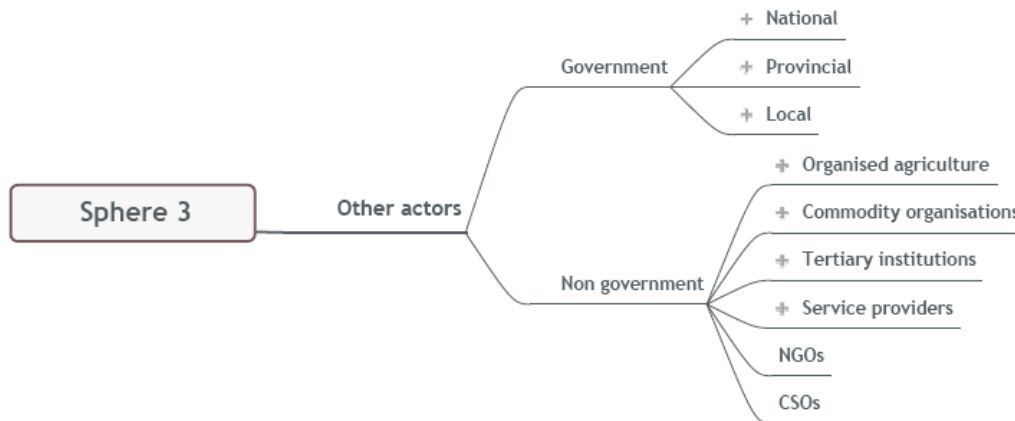 Sphere 3
Other actors
Government
National
Provincial
Local
Non government
Organised agriculture
Commodity organisations
Tertiary institutions
Service providers
NGOs
CSOs